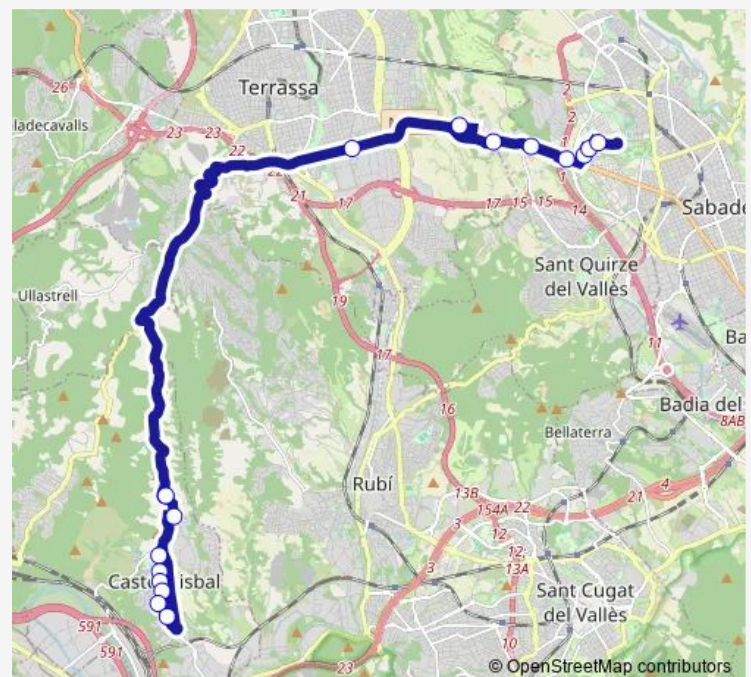 Terrassa
26
ladecavalls
23
23
22
22
21
17
N
2
2
1
1
17
15
15
14
Sabade
Sant Quirze
del Vallès
Ullastrell
19
17
11
Ba
Badia del
8AB
16
Bellaterra
Rubí
13B
154A
22
21
4
3
12
12;
13A
3
Sant Cugat
del Vallès
Caste
isbal
591
591
10
23
© OpenStreetMap contributors